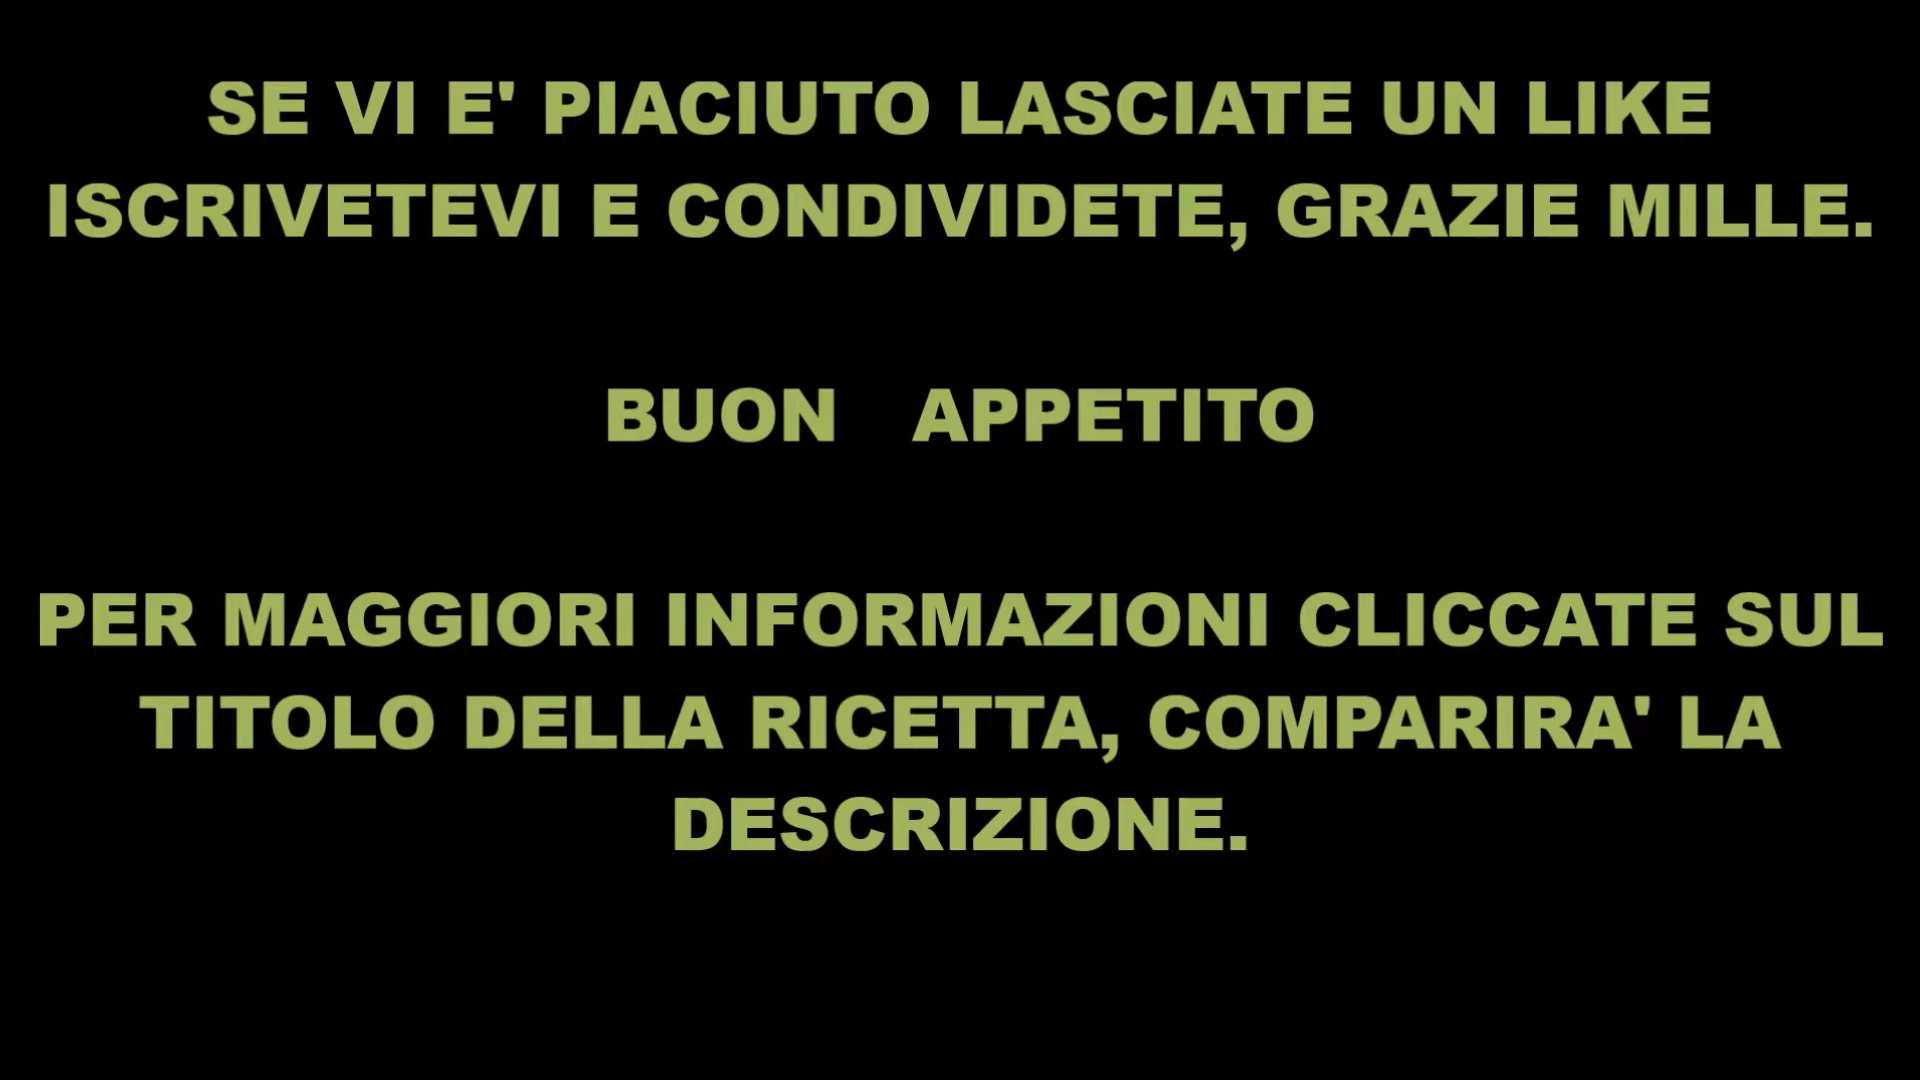 SE VI E' PIACIUTO LASCIATE UN LIKE
ISCRIVETEVI E CONDIVIDETE, GRAZIE MILLE.
BUON APPETITO
PER MAGGIORI INFORMAZIONI CLICCATE SUL
TITOLO DELLA RICETTA, COMPARIRA' LA
DESCRIZIONE.